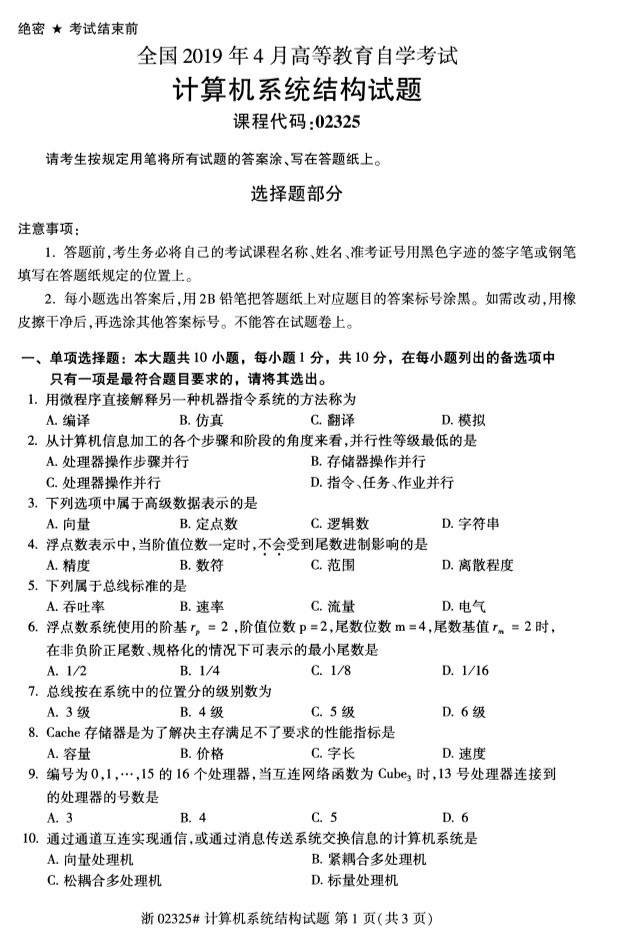 绝密 ★ 考试结束前
全国 2019 年 4 月高等教育自学考试
计算机系统结构试题
课程代码:02325
请考生按规定用笔将所有试题的答案涂、写在答题纸上。
选择题部分
注意事项:
1. 答题前,考生务必将自己的考试课程名称、姓名、准考证号用黑色字迹的签字笔或钢笔
填写在答题纸规定的位置上。
2. 每小题选出答案后,用 2B 铅笔把答题纸上对应题目的答案标号涂黑。如需改动,用橡
皮擦干净后,再选涂其他答案标号。不能答在试题卷上。
一、单项选择题:本大题共 10 小题,每小题 1 分,共 10 分,在每小题列出的备选项中
只有一项是最符合题目要求的,请将其选出。
1. 用微程序直接解释另一种机器指令系统的方法称为
A. 编译 B. 仿真 C. 翻译 D. 模拟
2. 从计算机信息加工的各个步骤和阶段的角度来看,并行性等级最低的是
A. 处理器操作步骤并行 B. 存储器操作并行
C. 处理器操作并行 D. 指令、任务、作业并行
3. 下列选项中属于高级数据表示的是
A. 向量 B. 定点数 C. 逻辑数 D. 字符串
4. 浮点数表示中,当阶值位数一定时,不会受到尾数进制影响的是
A. 精度 B. 数符 C. 范围 D. 离散程度
5. 下列属于总线标准的是
A. 吞吐率 B. 速率 C. 流量 D. 电气
6. 浮点数系统使用的阶基 rₚ = 2 ,阶值位数 p = 2,尾数位数 m = 4,尾数基值 rₘ = 2 时,
在非负阶正尾数、规格化的情况下可表示的最小尾数是
A. 1/2 B. 1/4 C. 1/8 D. 1/16
7. 总线按在系统中的位置分的级别数为
A. 3 级 B. 4 级 C. 5 级 D. 6 级
8. Cache 存储器是为了解决主存满足不了要求的性能指标是
A. 容量 B. 价格 C. 字长 D. 速度
9. 编号为 0,1,⋯,15 的 16 个处理器,当互连网络函数为 Cube₃ 时,13 号处理器连接到
的处理器的号数是
A. 3 B. 4 C. 5 D. 6
10. 通过通道互连实现通信,或通过消息传送系统交换信息的计算机系统是
A. 向量处理机 B. 紧耦合多处理机
C. 松耦合多处理机 D. 标量处理机
浙 02325# 计算机系统结构试题 第 1 页(共 3 页)